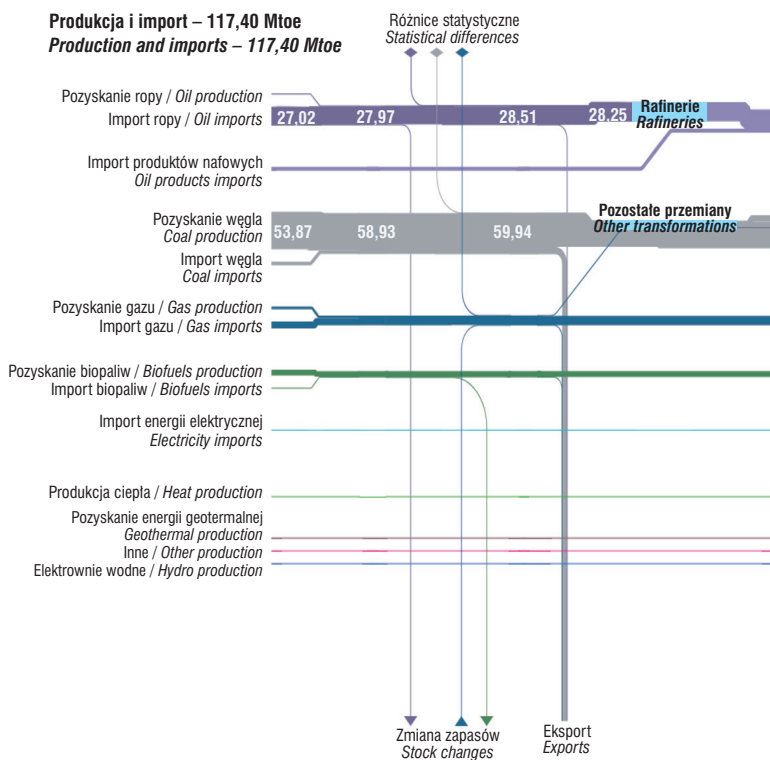 Produkcja i import – 117,40 Mtoe
Production and imports – 117,40 Mtoe
Różnice statystyczne
Statistical differences
Pozyskanie ropy / Oil production
Import ropy / Oil imports
27,02
27,97
28,51
28,25
Rafinerie
Rafineries
Import produktów nafowych
Oil products imports
Pozyskanie węgla
Coal production
53,87
58,93
59,94
Pozostałe przemiany
Other transformations
Import węgla
Coal imports
Pozyskanie gazu / Gas production
Import gazu / Gas imports
Pozyskanie biopaliw / Biofuels production
Import biopaliw / Biofuels imports
Import energii elektrycznej
Electricity imports
Produkcja ciepła / Heat production
Pozyskanie energii geotermalnej
Geothermal production
Inne / Other production
Elektrownie wodne / Hydro production
Zmiana zapasów
Stock changes
Eksport
Exports